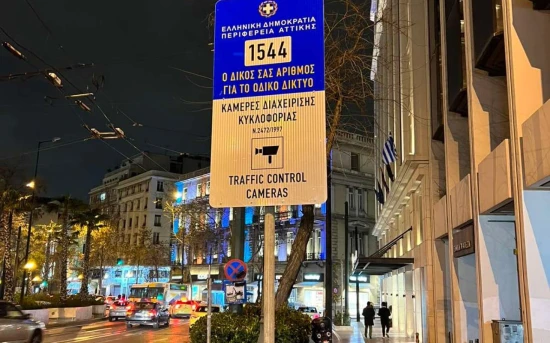 ΕΛΛΗΝΙΚΗ ΔΗΜΟΚΡΑΤΙΑ
ΠΕΡΙΦΕΡΕΙΑ ΑΤΤΙΚΗΣ
1544
Ο ΔΙΚΟΣ ΣΑΣ ΑΡΙΘΜΟΣ
ΓΙΑ ΤΟ ΟΔΙΚΟ ΔΙΚΤΥΟ
ΚΑΜΕΡΕΣ ΔΙΑΧΕΙΡΙΣΗΣ
ΚΥΚΛΟΦΟΡΙΑΣ
Ν.2472/1997
TRAFFIC CONTROL
CAMERAS